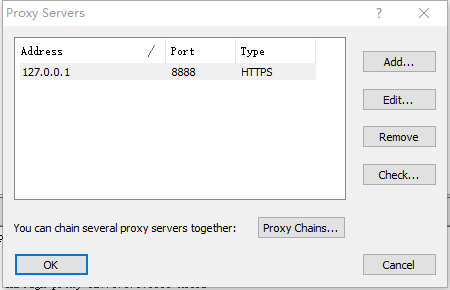 Proxy Servers
Address / Port Type
127.0.0.1 8888 HTTPS
Add...
Edit...
Remove
Check...
You can chain several proxy servers together:
Proxy Chains...
OK
Cancel